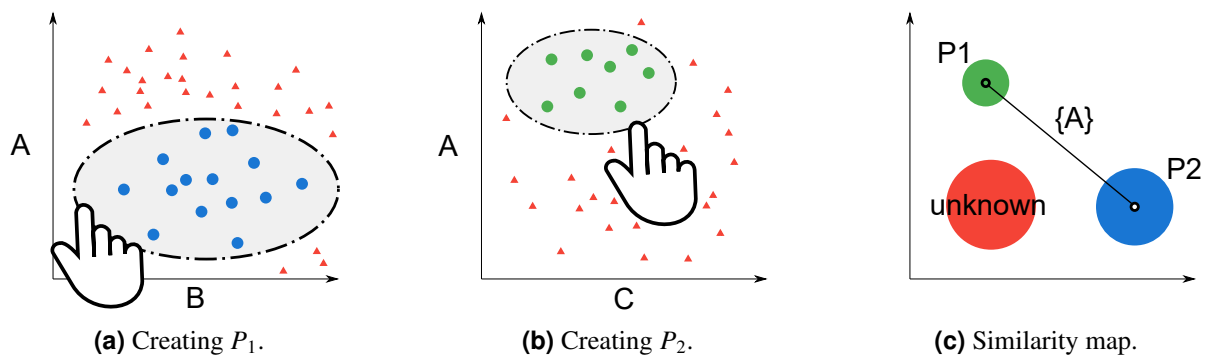 A
B
(a) Creating P₁.
A
C
(b) Creating P₂.
P1
{A}
P2
unknown
(c) Similarity map.